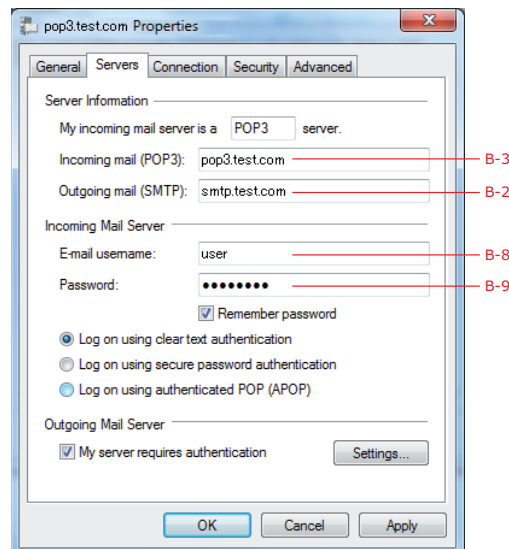 pop3.test.com Properties
General Servers Connection Security Advanced
Server Information
My incoming mail server is a POP3 server.
Incoming mail (POP3): pop3.test.com B-3
Outgoing mail (SMTP): smtp.test.com B-2
Incoming Mail Server
E-mail username: user B-8
Password: ●●●●●●●● B-9
Remember password
Log on using clear text authentication
Log on using secure password authentication
Log on using authenticated POP (APOP)
Outgoing Mail Server
My server requires authentication Settings...
OK Cancel Apply